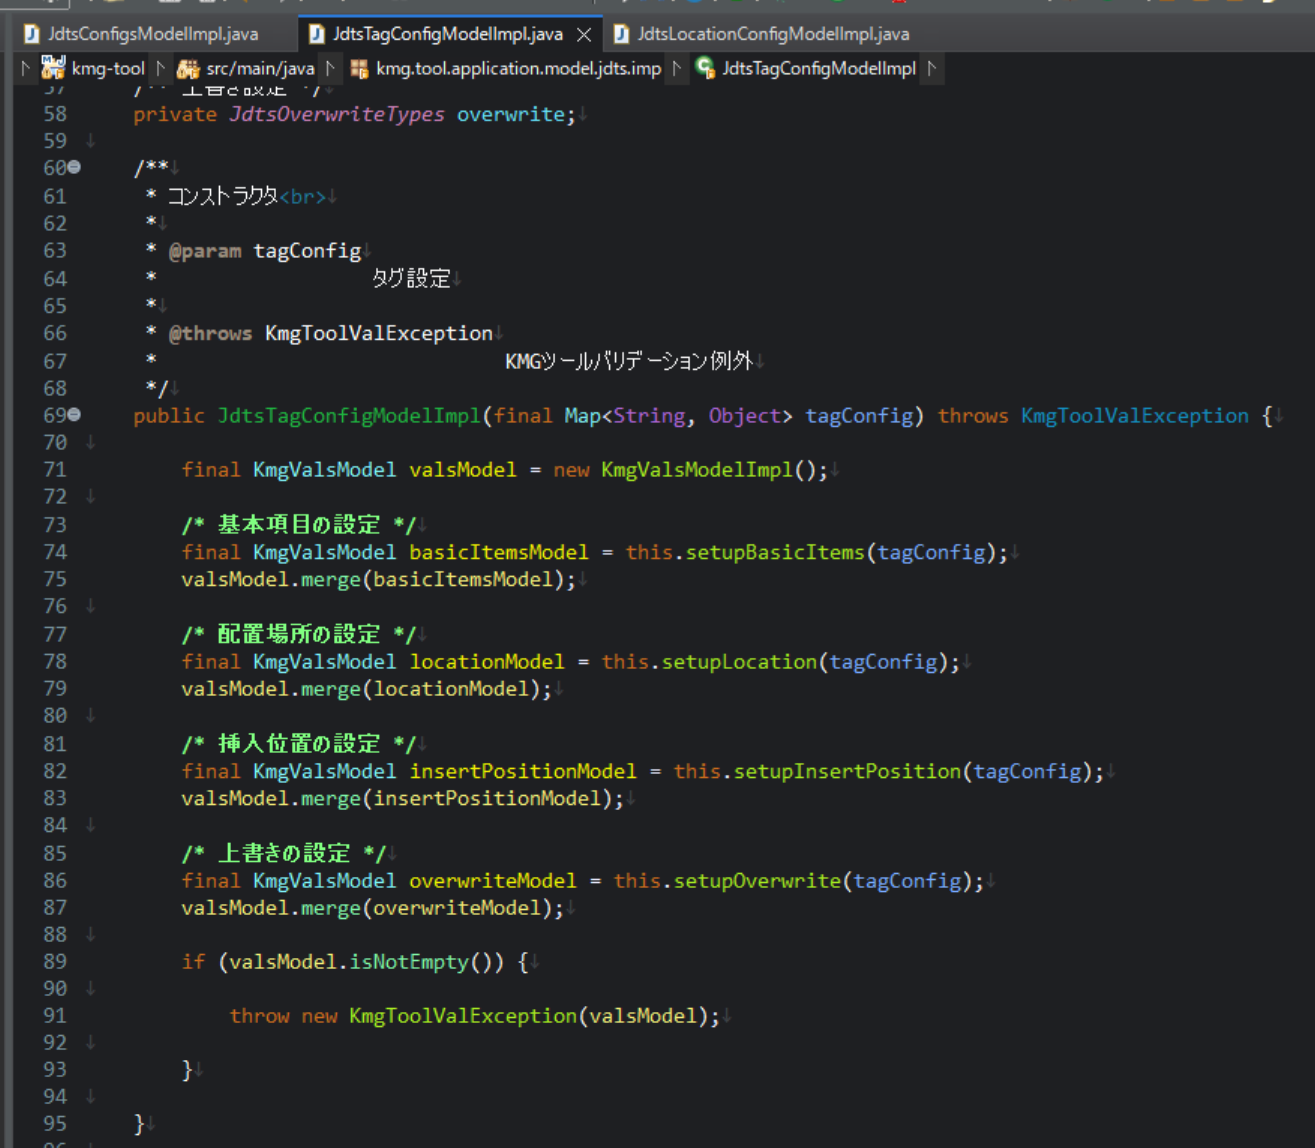 JdtsConfigsModelImpl.java JdtsTagConfigModelImpl.java JdtsLocationConfigModelImpl.java
kmg-tool src/main/java kmg.tool.application.model.jdts.imp JdtsTagConfigModelImpl
57 /** 上書き設定 */
58 private JdtsOverwriteTypes overwrite;
59
60 /**
61 * コンストラクタ<br>
62 *
63 * @param tagConfig
64 * タグ設定
65 *
66 * @throws KmgToolValException
67 * KMGツールバリデーション例外
68 */
69 public JdtsTagConfigModelImpl(final Map<String, Object> tagConfig) throws KmgToolValException {
70
71 final KmgValsModel valsModel = new KmgValsModelImpl();
72
73 /* 基本項目の設定 */
74 final KmgValsModel basicItemsModel = this.setupBasicItems(tagConfig);
75 valsModel.merge(basicItemsModel);
76
77 /* 配置場所の設定 */
78 final KmgValsModel locationModel = this.setupLocation(tagConfig);
79 valsModel.merge(locationModel);
80
81 /* 挿入位置の設定 */
82 final KmgValsModel insertPositionModel = this.setupInsertPosition(tagConfig);
83 valsModel.merge(insertPositionModel);
84
85 /* 上書きの設定 */
86 final KmgValsModel overwriteModel = this.setupOverwrite(tagConfig);
87 valsModel.merge(overwriteModel);
88
89 if (valsModel.isNotEmpty()) {
90
91 throw new KmgToolValException(valsModel);
92
93 }
94
95 }
96